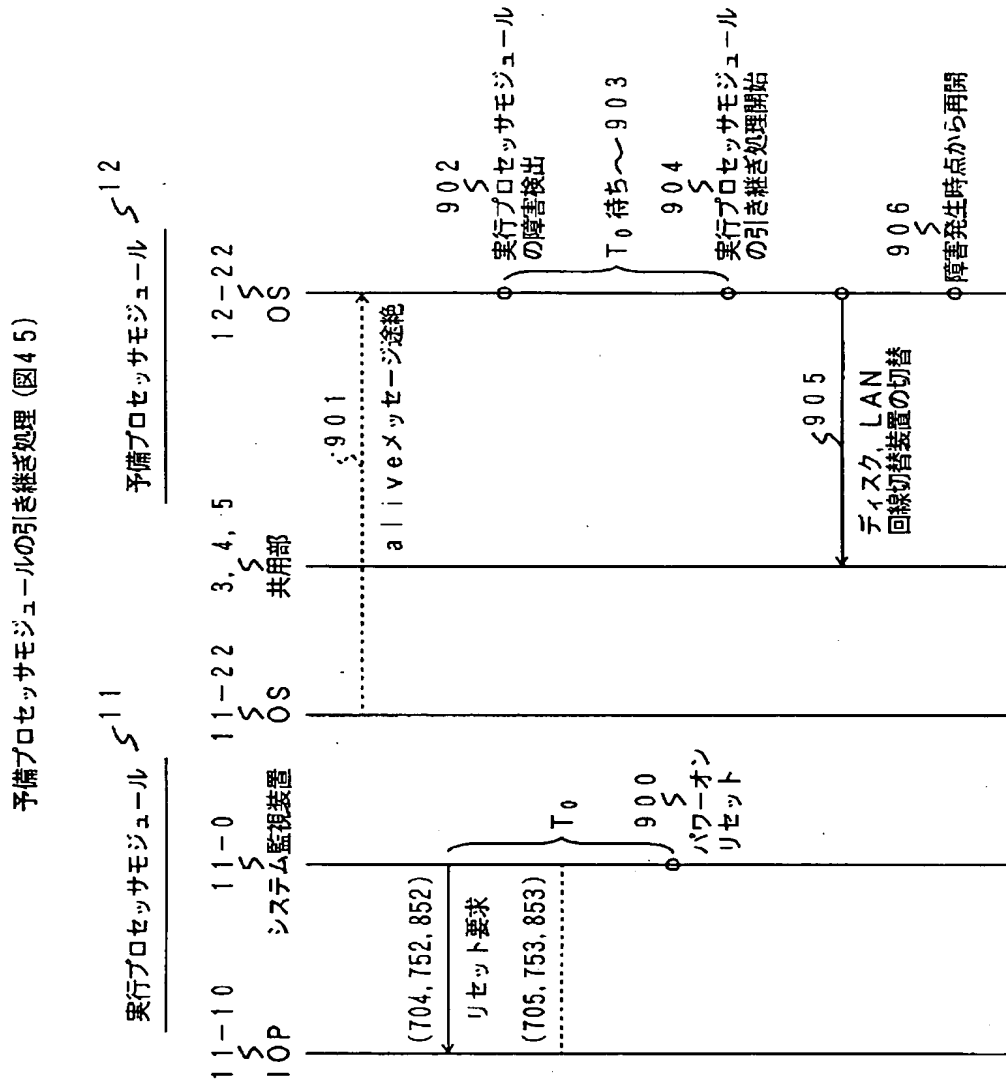 予備プロセッサモジュールの引き継ぎ処理（図４５）
実行プロセッサモジュール 11
予備プロセッサモジュール 12
11-10
IOP
11-0
システム監視装置
11-22
OS
3, 4, 5
共用部
12-22
OS
901
aliveメッセージ途絶
(704, 752, 852)
リセット要求
(705, 753, 853)
T0
900
パワーオン
リセット
902
実行プロセッサモジュール
の障害検出
T0 待ち～903
904
実行プロセッサモジュール
の引き継ぎ処理開始
905
ディスク, LAN
回線切替装置の切替
906
障害発生時点から再開